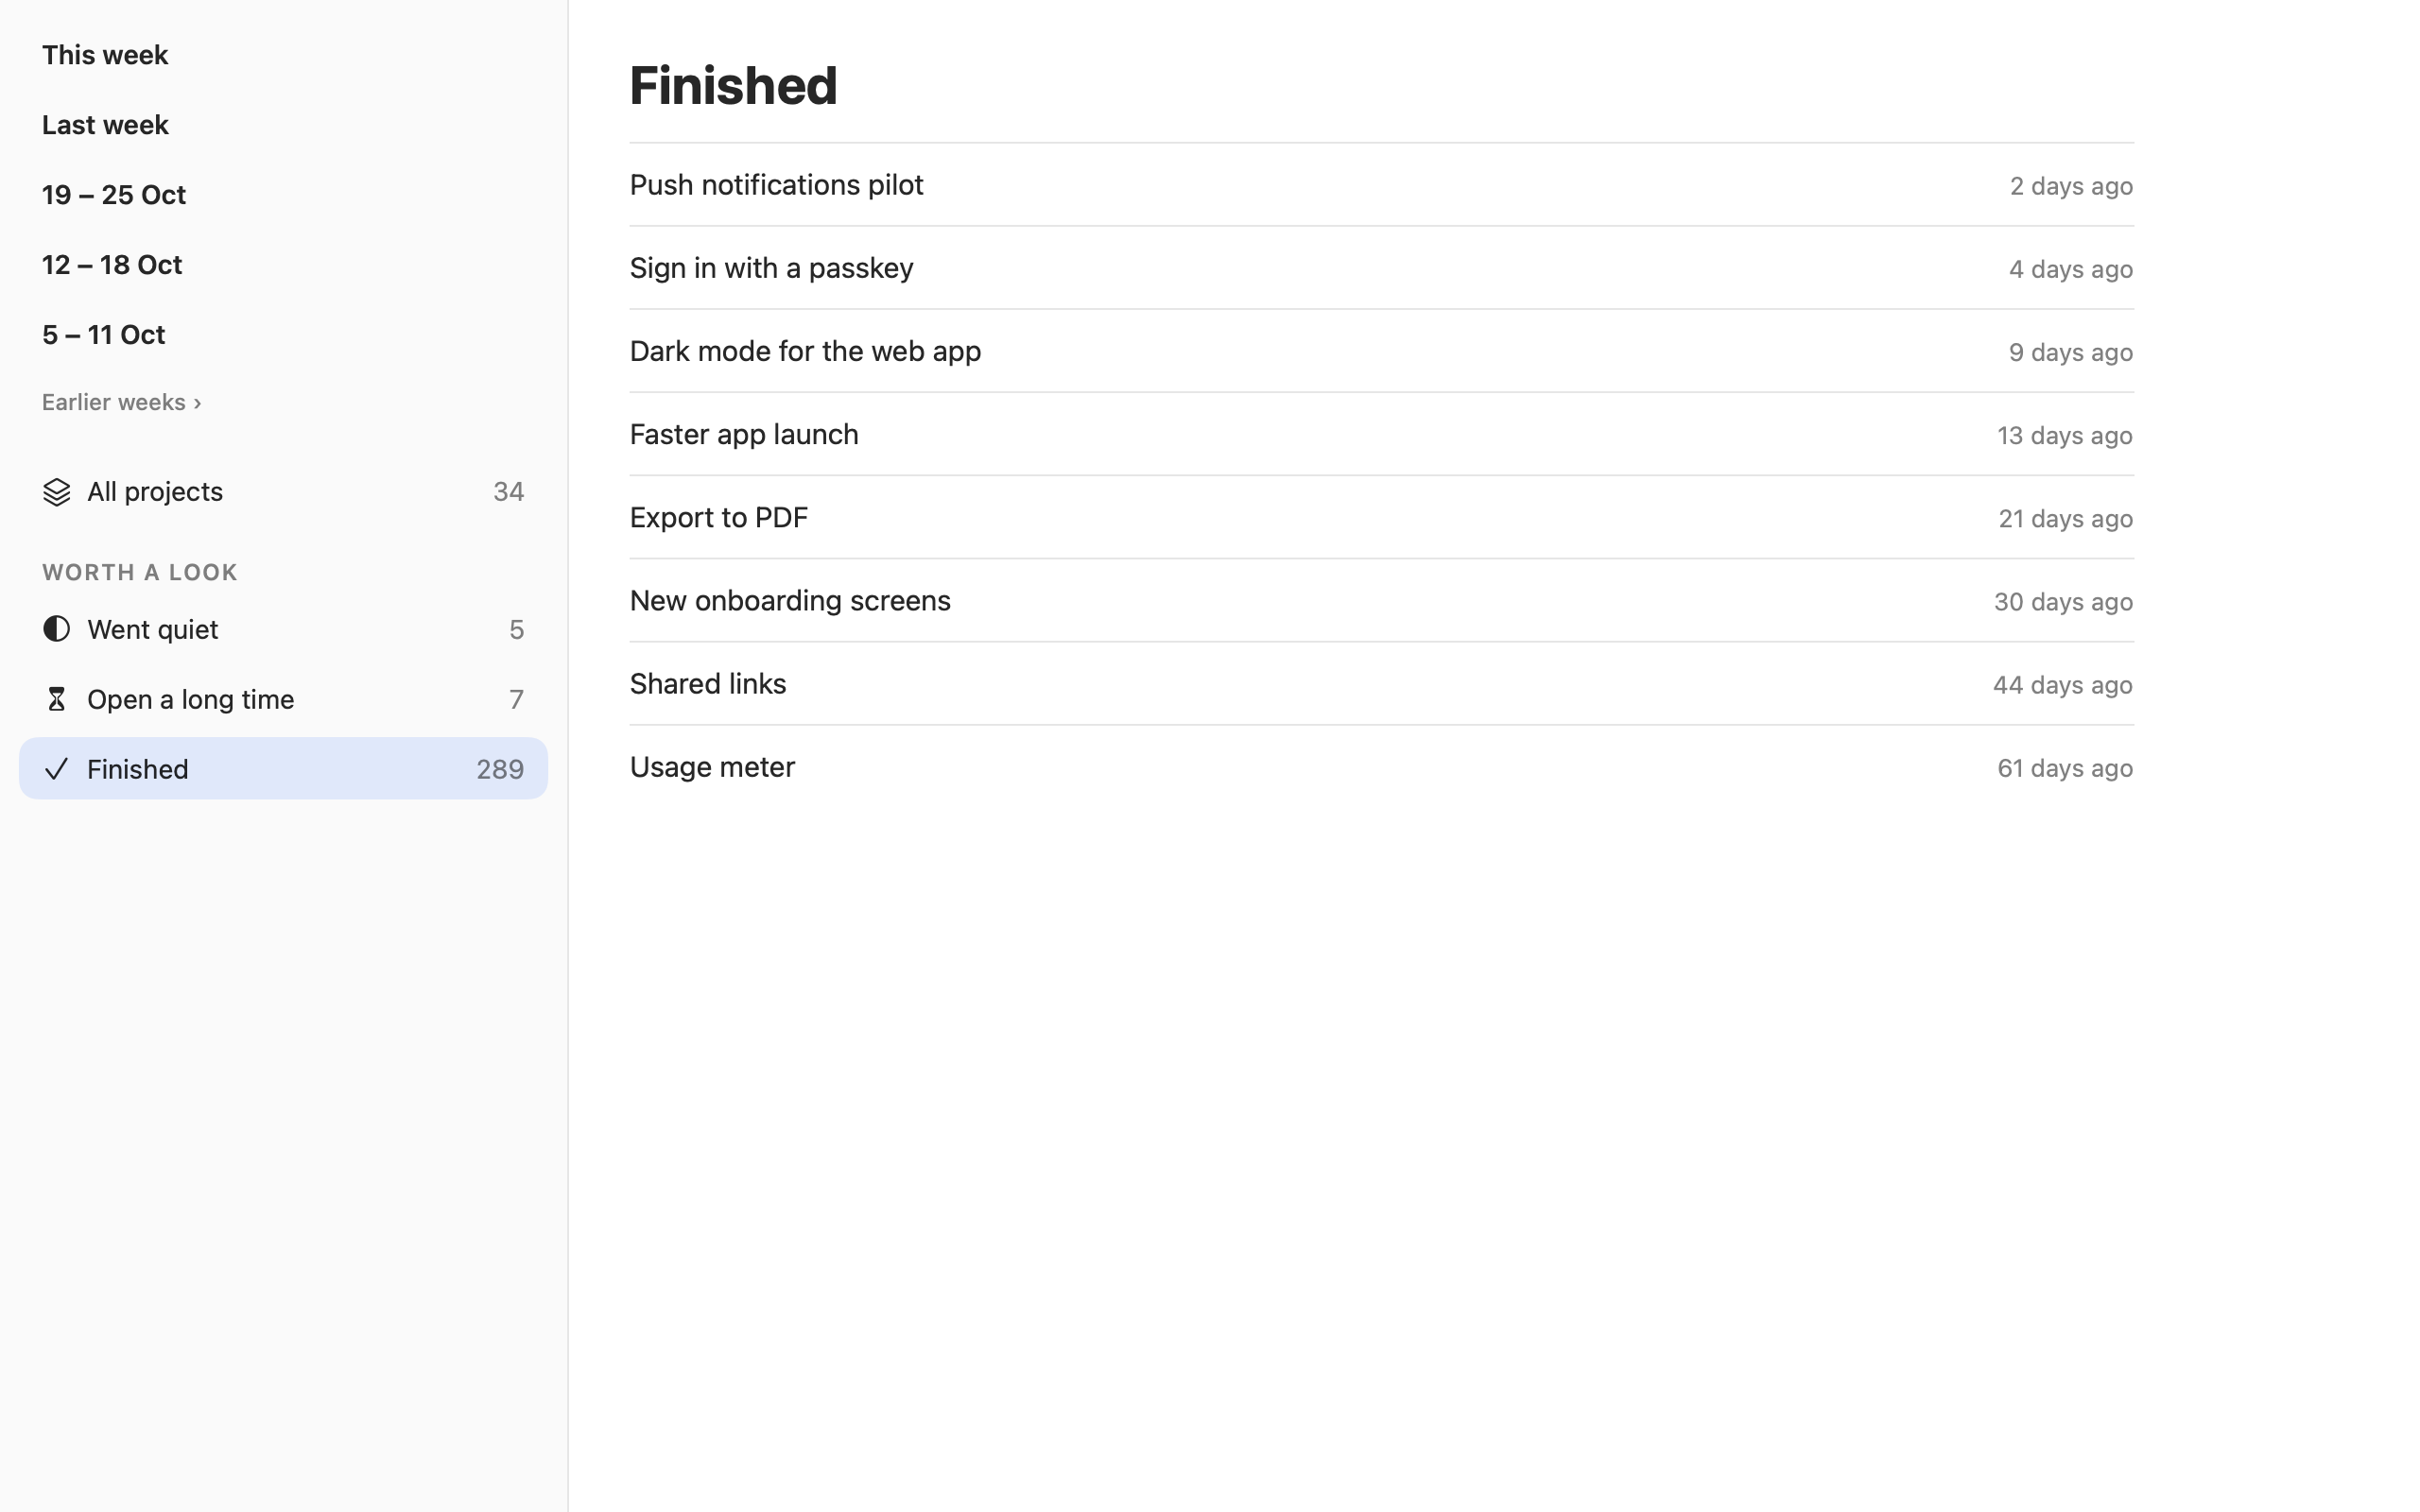 This week
Last week
19 – 25 Oct
12 – 18 Oct
5 – 11 Oct
Earlier weeks ›
All projects 34
WORTH A LOOK
Went quiet 5
Open a long time 7
Finished 289
Finished
Push notifications pilot 2 days ago
Sign in with a passkey 4 days ago
Dark mode for the web app 9 days ago
Faster app launch 13 days ago
Export to PDF 21 days ago
New onboarding screens 30 days ago
Shared links 44 days ago
Usage meter 61 days ago